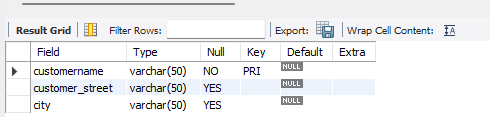 Result Grid Filter Rows: Export: Wrap Cell Content: IA
Field Type Null Key Default Extra
customername varchar(50) NO PRI NULL
customer_street varchar(50) YES NULL
city varchar(50) YES NULL